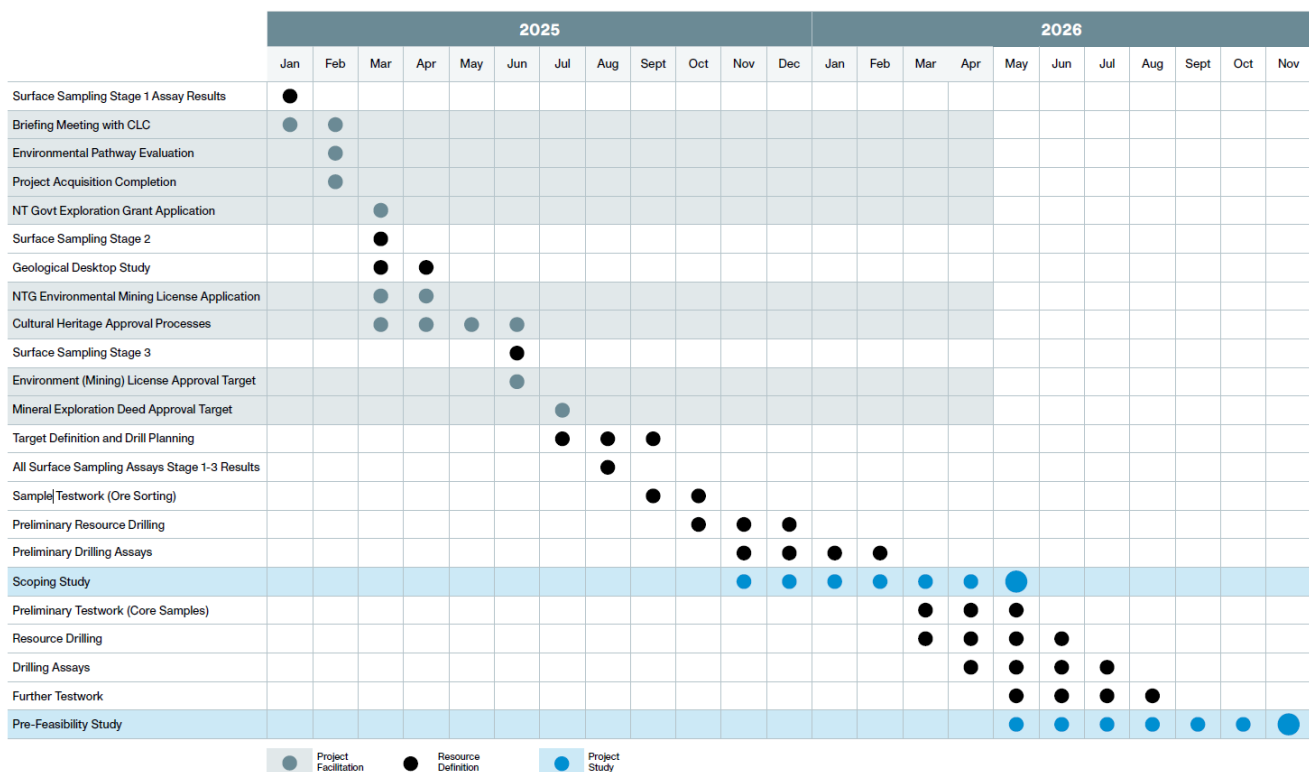 2025 2026
Jan Feb Mar Apr May Jun Jul Aug Sept Oct Nov Dec Jan Feb Mar Apr May Jun Jul Aug Sept Oct Nov
Surface Sampling Stage 1 Assay Results
Briefing Meeting with CLC
Environmental Pathway Evaluation
Project Acquisition Completion
NT Govt Exploration Grant Application
Surface Sampling Stage 2
Geological Desktop Study
NTG Environmental Mining License Application
Cultural Heritage Approval Processes
Surface Sampling Stage 3
Environment (Mining) License Approval Target
Mineral Exploration Deed Approval Target
Target Definition and Drill Planning
All Surface Sampling Assays Stage 1-3 Results
Sample Testwork (Ore Sorting)
Preliminary Resource Drilling
Preliminary Drilling Assays
Scoping Study
Preliminary Testwork (Core Samples)
Resource Drilling
Drilling Assays
Further Testwork
Pre-Feasibility Study
Project Resource Project
Facilitation Definition Study